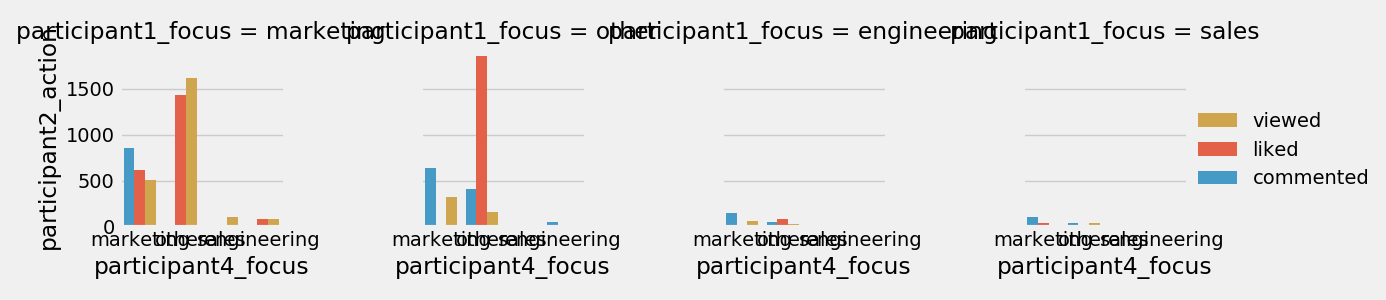 participant1_focus = marketing
participant1_focus = other
participant1_focus = engineering
participant1_focus = sales
participant2_action
1500
1000
500
0
marketing other sales engineering
marketing other sales engineering
marketing other sales engineering
marketing other sales engineering
participant4_focus
participant4_focus
participant4_focus
participant4_focus
viewed
liked
commented